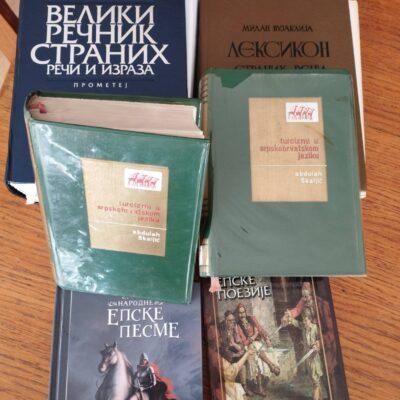 ВЕЛИКИ
РЕЧНИК
СТРАНИХ
РЕЧИ И ИЗРАЗА
ПРОМЕТЕЈ
МИЛАН ВУЈАКЛИЈА
ЛЕКСИКОН
turcizmi u
srpskohrvatskom
jeziku
abdulah
škaljić
turcizmi u
srpskohrvatskom
jeziku
abdulah
škaljić
НАРОДНЕ
ЕПСКЕ
ПЕСМЕ
ЕПСКЕ
ПОЕЗИЈЕ